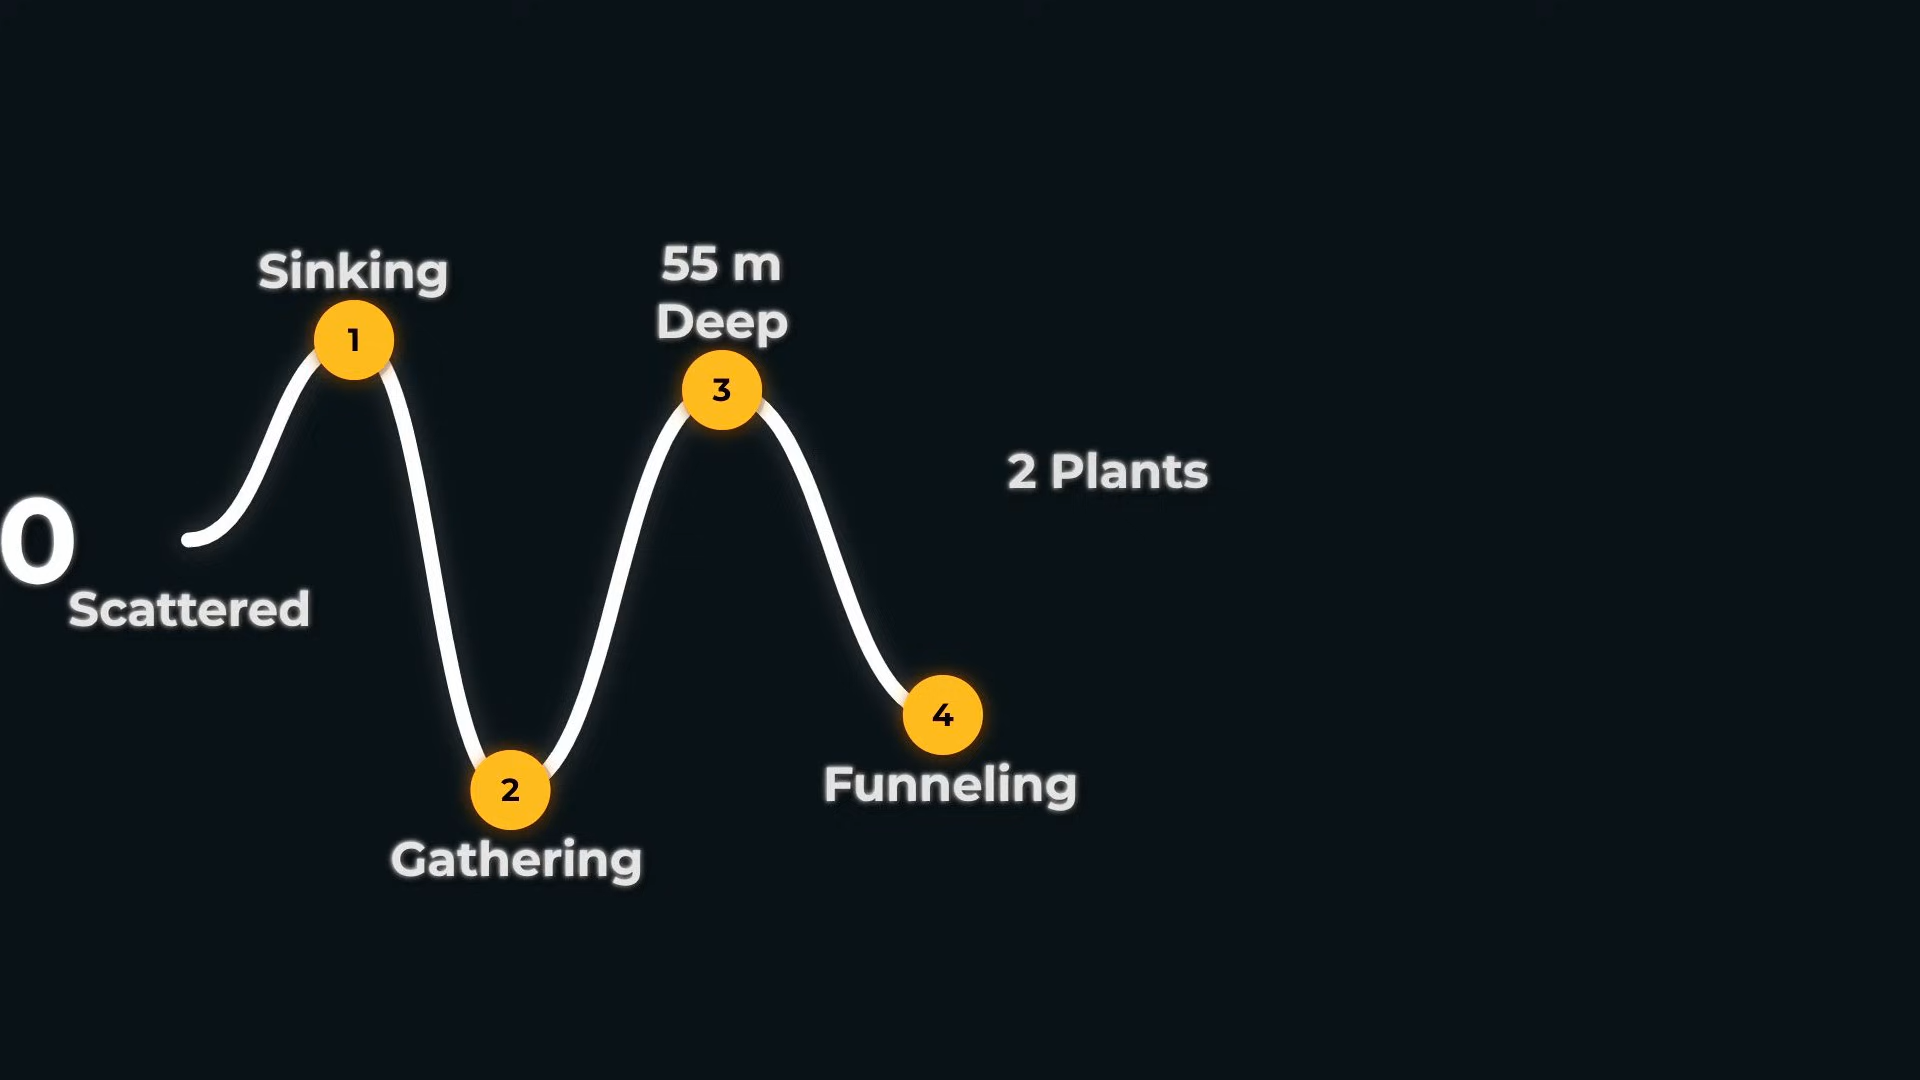 0
Scattered
Sinking
1
2
Gathering
55 m
Deep
3
4
Funneling
2 Plants